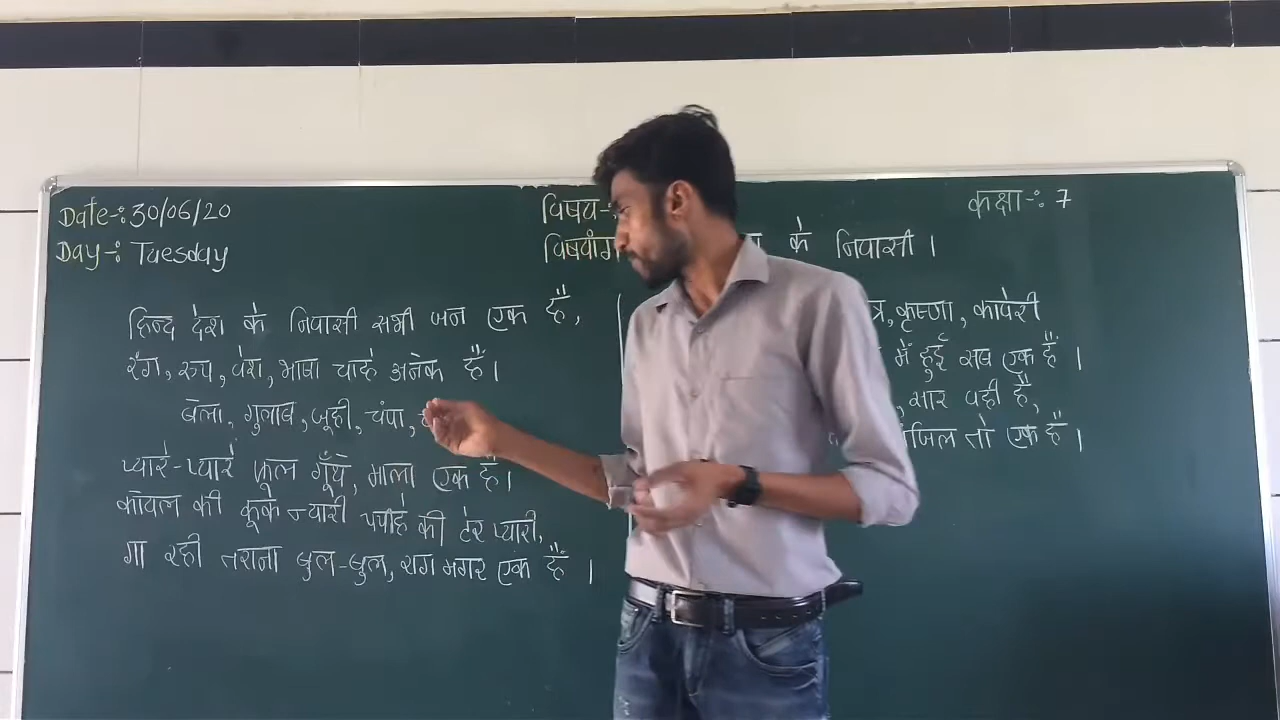 Date-: 30/06/20
Day-: Tuesday
विषय-
विषयांश
के निवासी ।
कक्षा-: 7
हिन्द देश के निवासी सभी जन एक हैं,
रंग, रूप, वेश, भाषा चाहे अनेक हैं ।
बेला, गुलाब, जूही, चंपा,
प्यारे-प्यारे फूल गूँथे, माला एक है ।
कोयल की कूक न्यारी पपीहे की टेर प्यारी,
गा रही तराना बुल-बुल, राग मगर एक है ।
कृष्णा, कावेरी
में हुई सब एक है ।
सार वही है,
मंजिल तो एक है ।